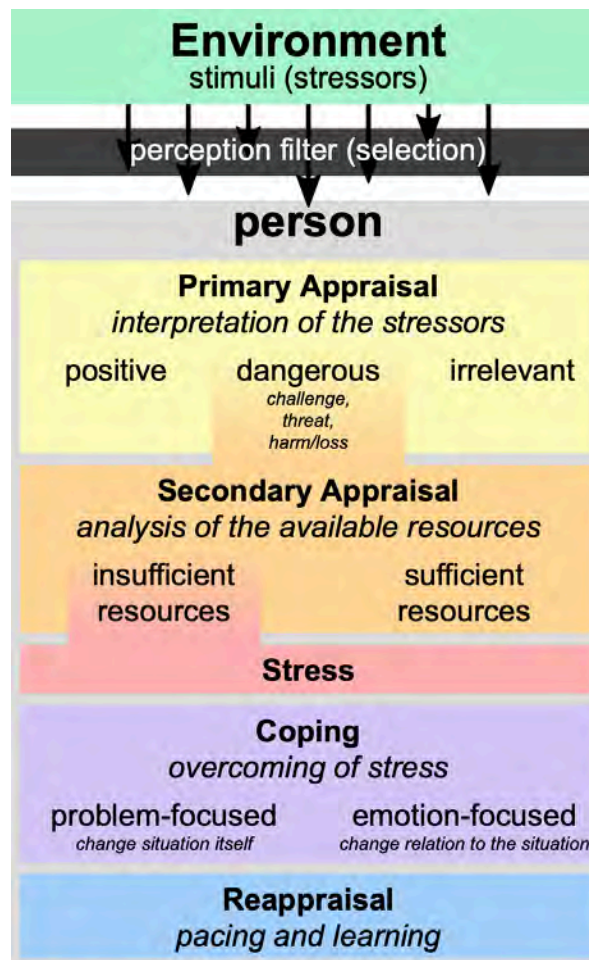 Environment
stimuli (stressors)
perception filter (selection)
person
Primary Appraisal
interpretation of the stressors
positive dangerous irrelevant
challenge,
threat,
harm/loss
Secondary Appraisal
analysis of the available resources
insufficient sufficient
resources resources
Stress
Coping
overcoming of stress
problem-focused emotion-focused
change situation itself change relation to the situation
Reappraisal
pacing and learning